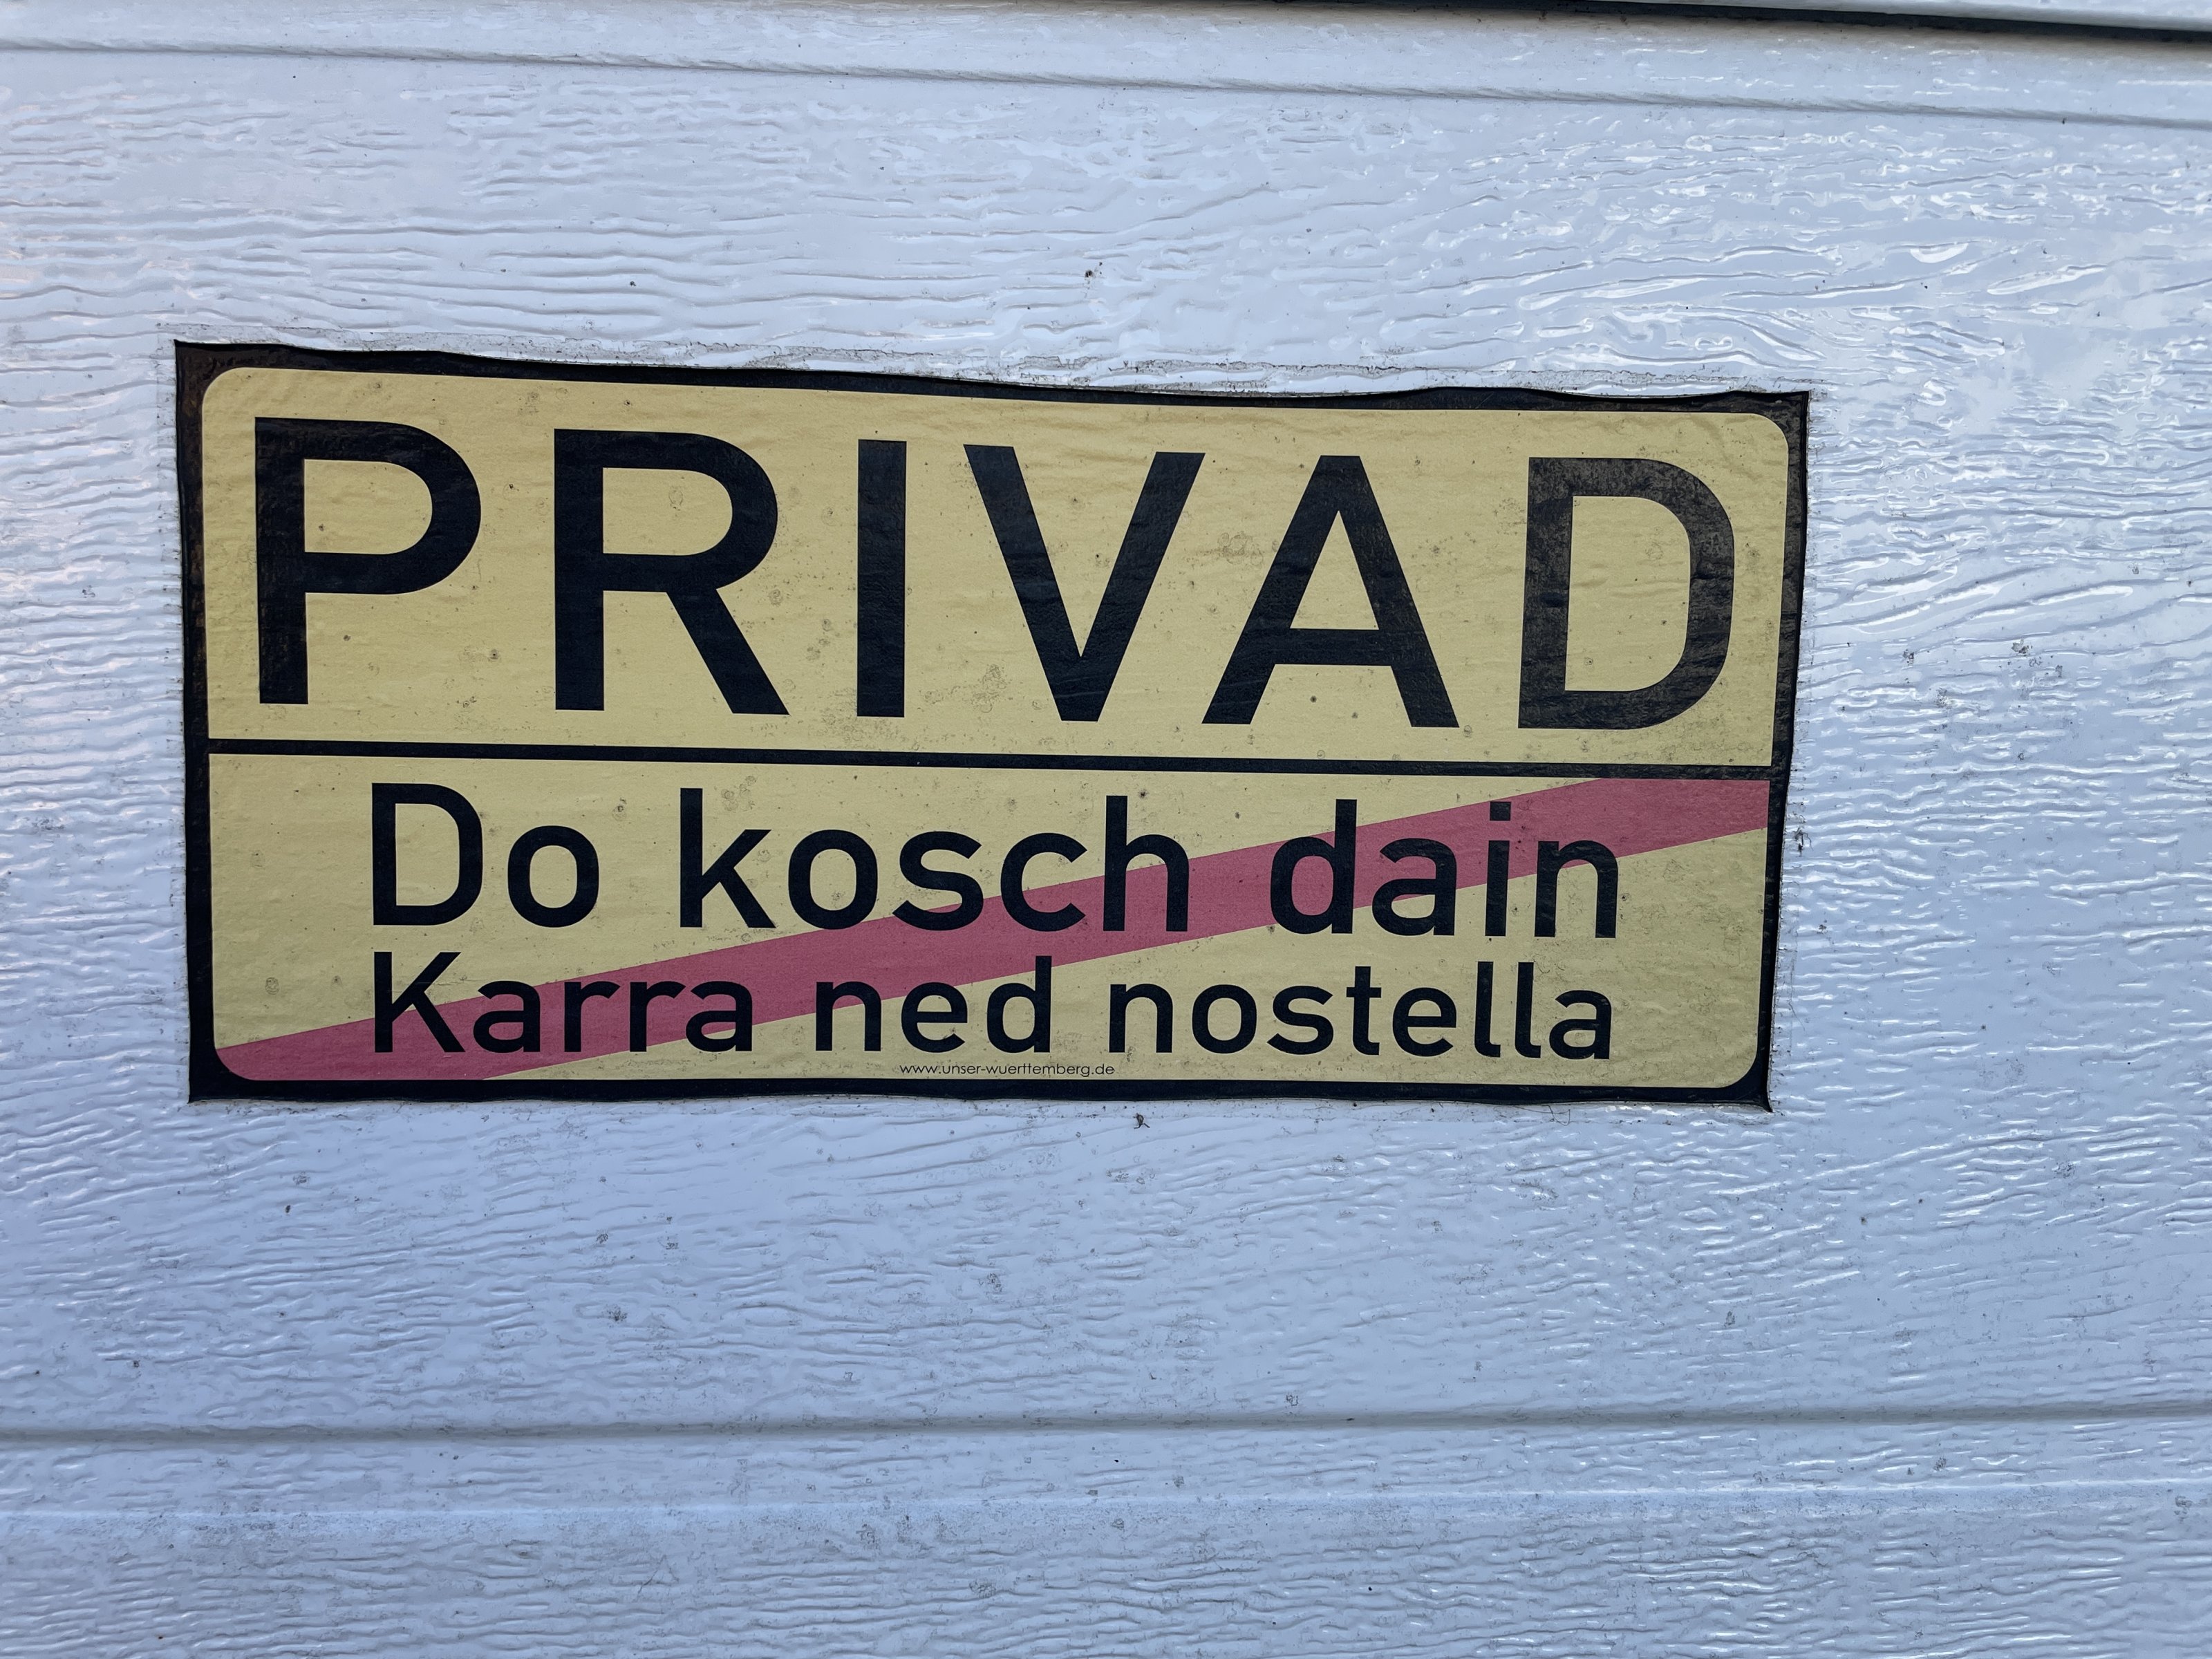 PRIVAD
Do kosch dain
Karra ned nostella
www.unser-wuerttemberg.de